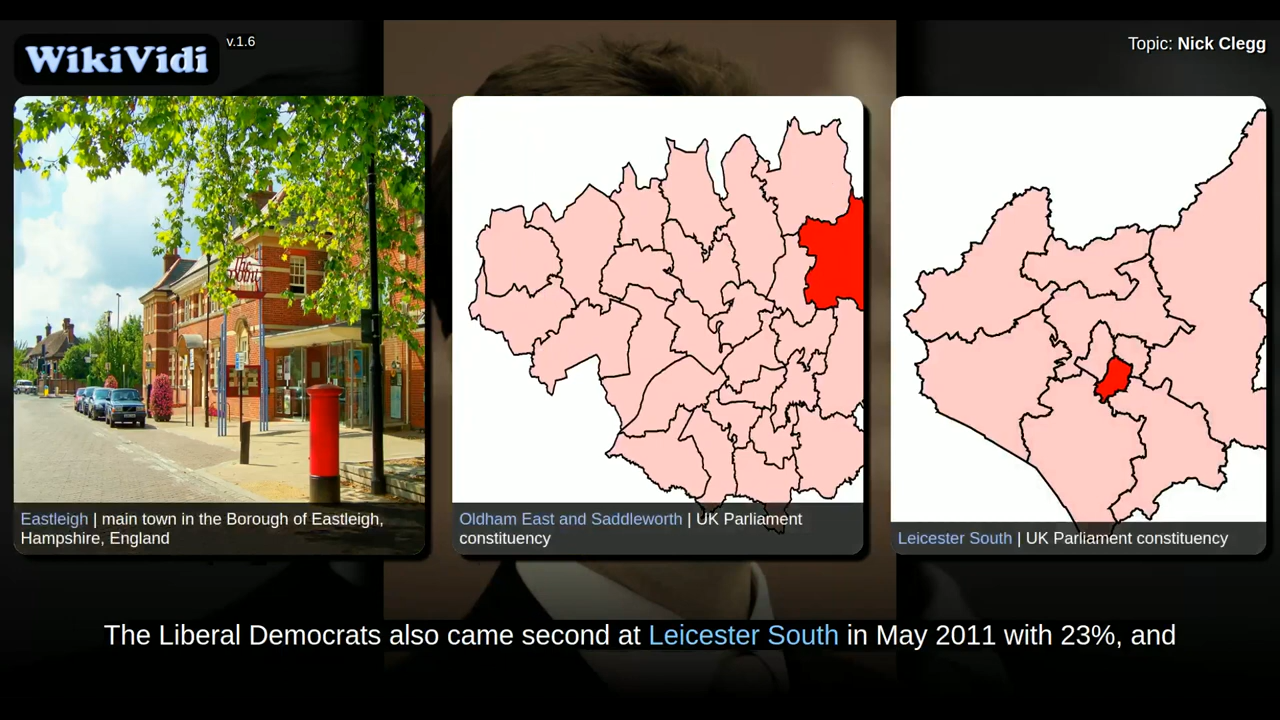 WikiVidi
v.1.6
Topic: Nick Clegg
Eastleigh | main town in the Borough of Eastleigh,
Hampshire, England
Oldham East and Saddleworth | UK Parliament
constituency
Leicester South | UK Parliament constituency
The Liberal Democrats also came second at Leicester South in May 2011 with 23%, and